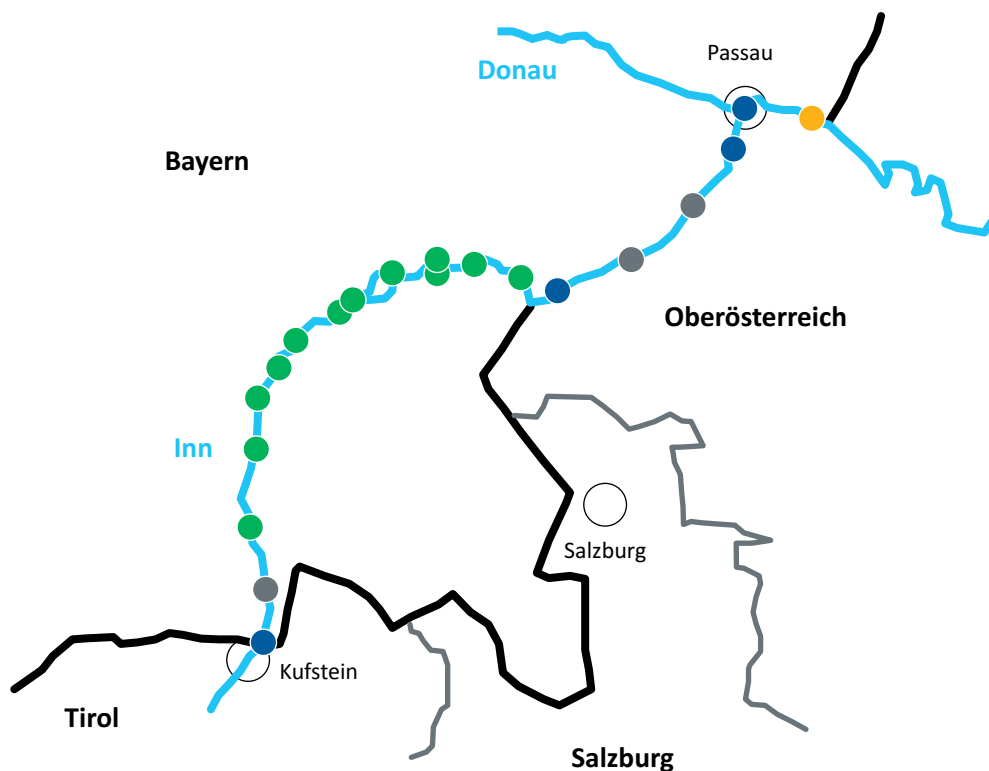 Passau
Donau
Bayern
Oberösterreich
Inn
Salzburg
Kufstein
Tirol
Salzburg